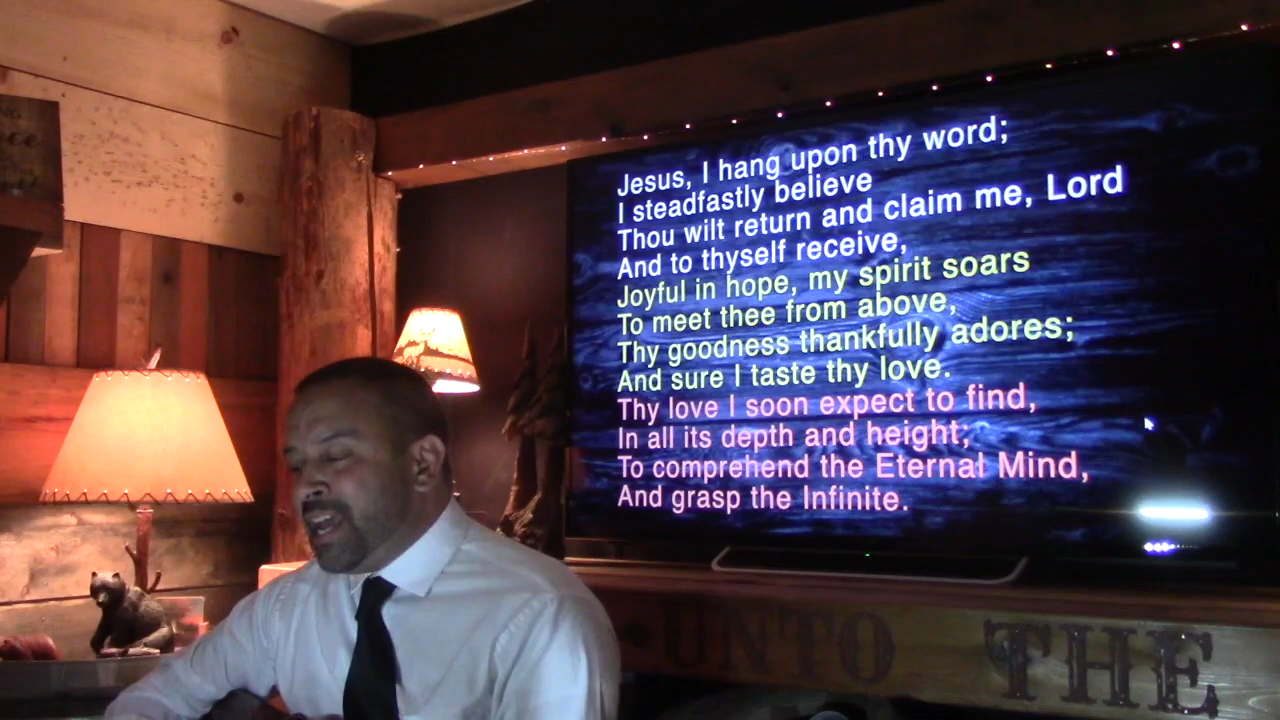 Jesus, I hang upon thy word;
I steadfastly believe
Thou wilt return and claim me, Lord
And to thyself receive,
Joyful in hope, my spirit soars
To meet thee from above,
Thy goodness thankfully adores;
And sure I taste thy love.
Thy love I soon expect to find,
In all its depth and height;
To comprehend the Eternal Mind,
And grasp the Infinite.
UNTO THE